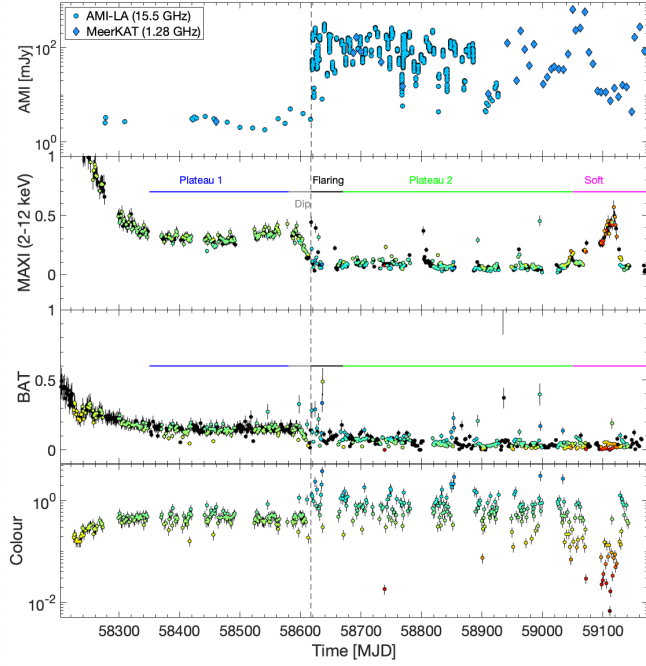 AMI-LA (15.5 GHz)
MeerKAT (1.28 GHz)
AMI [mJy]
10²
10⁰
1
Plateau 1
Dip
Flaring
Plateau 2
Soft
MAXI (2-12 keV)
0.5
0
1
BAT
0.5
0
Colour
10⁰
10⁻²
58300 58400 58500 58600 58700 58800 58900 59000 59100
Time [MJD]